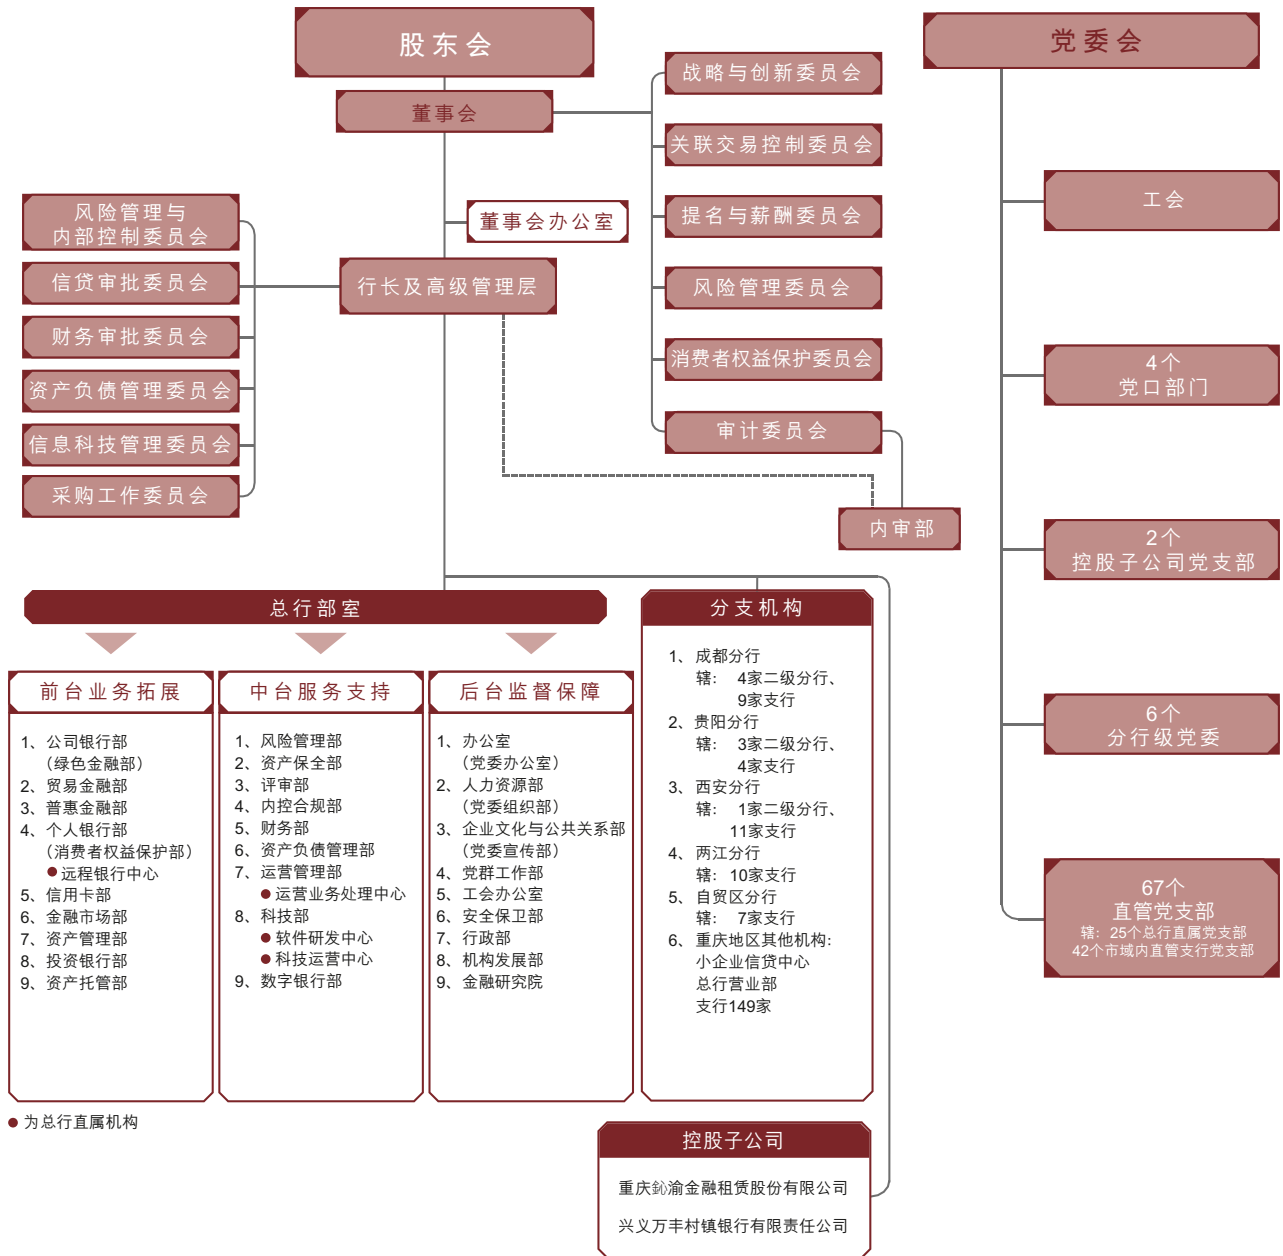 股东会
董事会
战略与创新委员会
关联交易控制委员会
提名与薪酬委员会
风险管理委员会
消费者权益保护委员会
审计委员会
内审部
董事会办公室
行长及高级管理层
风险管理与
内部控制委员会
信贷审批委员会
财务审批委员会
资产负债管理委员会
信息科技管理委员会
采购工作委员会
党委会
工会
4个
党口部门
2个
控股子公司党支部
6个
分行级党委
67个
直管党支部
辖：25个总行直属党支部
42个市域内直管支行党支部
总行部室
前台业务拓展
1、公司银行部
（绿色金融部）
2、贸易金融部
3、普惠金融部
4、个人银行部
（消费者权益保护部）
●远程银行中心
5、信用卡部
6、金融市场部
7、资产管理部
8、投资银行部
9、资产托管部
中台服务支持
1、风险管理部
2、资产保全部
3、评审部
4、内控合规部
5、财务部
6、资产负债管理部
7、运营管理部
●运营业务处理中心
8、科技部
●软件研发中心
●科技运营中心
9、数字银行部
后台监督保障
1、办公室
（党委办公室）
2、人力资源部
（党委组织部）
3、企业文化与公共关系部
（党委宣传部）
4、党群工作部
5、工会办公室
6、安全保卫部
7、行政部
8、机构发展部
9、金融研究院
分支机构
1、成都分行
辖：4家二级分行、
9家支行
2、贵阳分行
辖：3家二级分行、
4家支行
3、西安分行
辖：1家二级分行、
11家支行
4、两江分行
辖：10家支行
5、自贸区分行
辖：7家支行
6、重庆地区其他机构：
小企业信贷中心
总行营业部
支行149家
●为总行直属机构
控股子公司
重庆鈊渝金融租赁股份有限公司
兴义万丰村镇银行有限责任公司